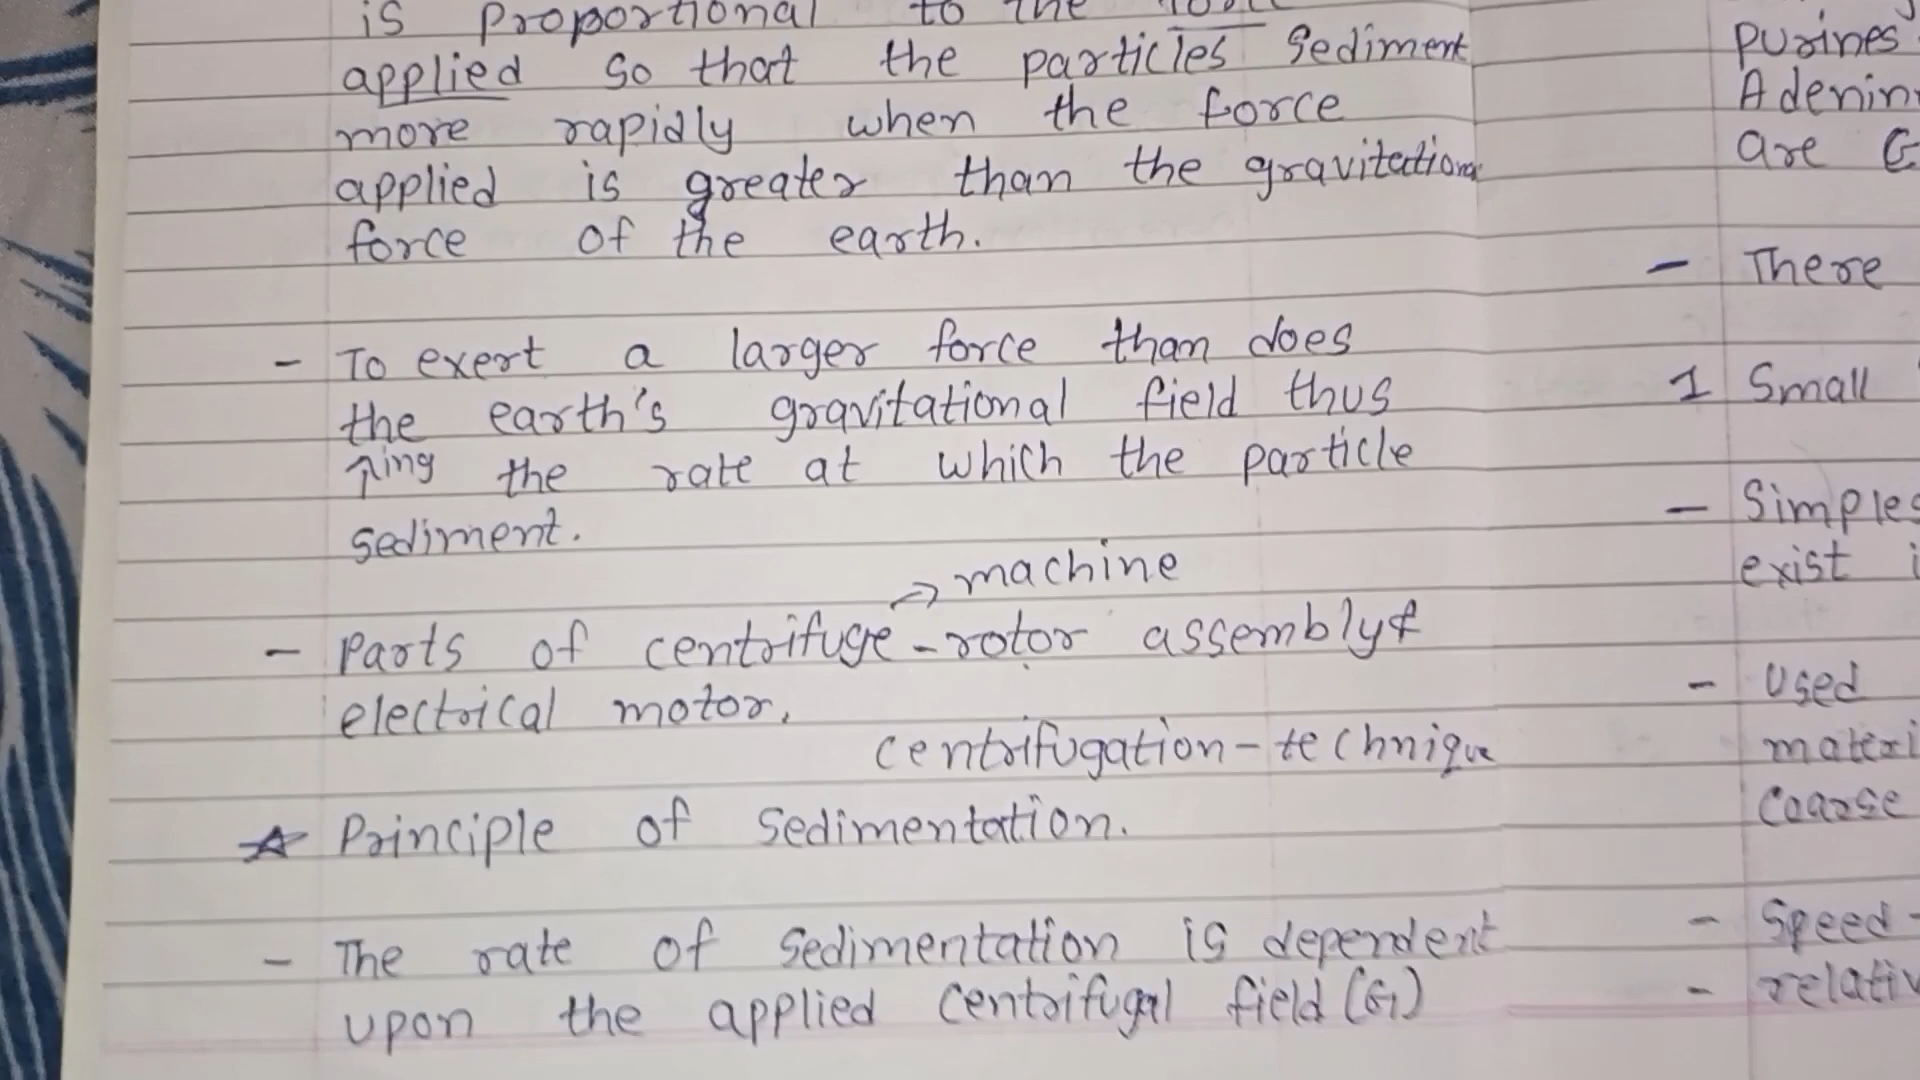 is proportional to the
applied so that the particles sediment
more rapidly when the force
applied is greater than the gravitational
force of the earth.
- To exert a larger force than does
the earth's gravitational field thus
↑ing the rate at which the particle
sediment.
→ machine
- Parts of centrifuge - rotor assembly &
electrical motor.
centrifugation - technique
☆ Principle of Sedimentation.
- The rate of sedimentation is dependent
upon the applied centrifugal field (G)
purines
Adenin
are G
- There
1 Small
- Simples
exist i
- Used
materi
Coarse
- Speed -
- relativ